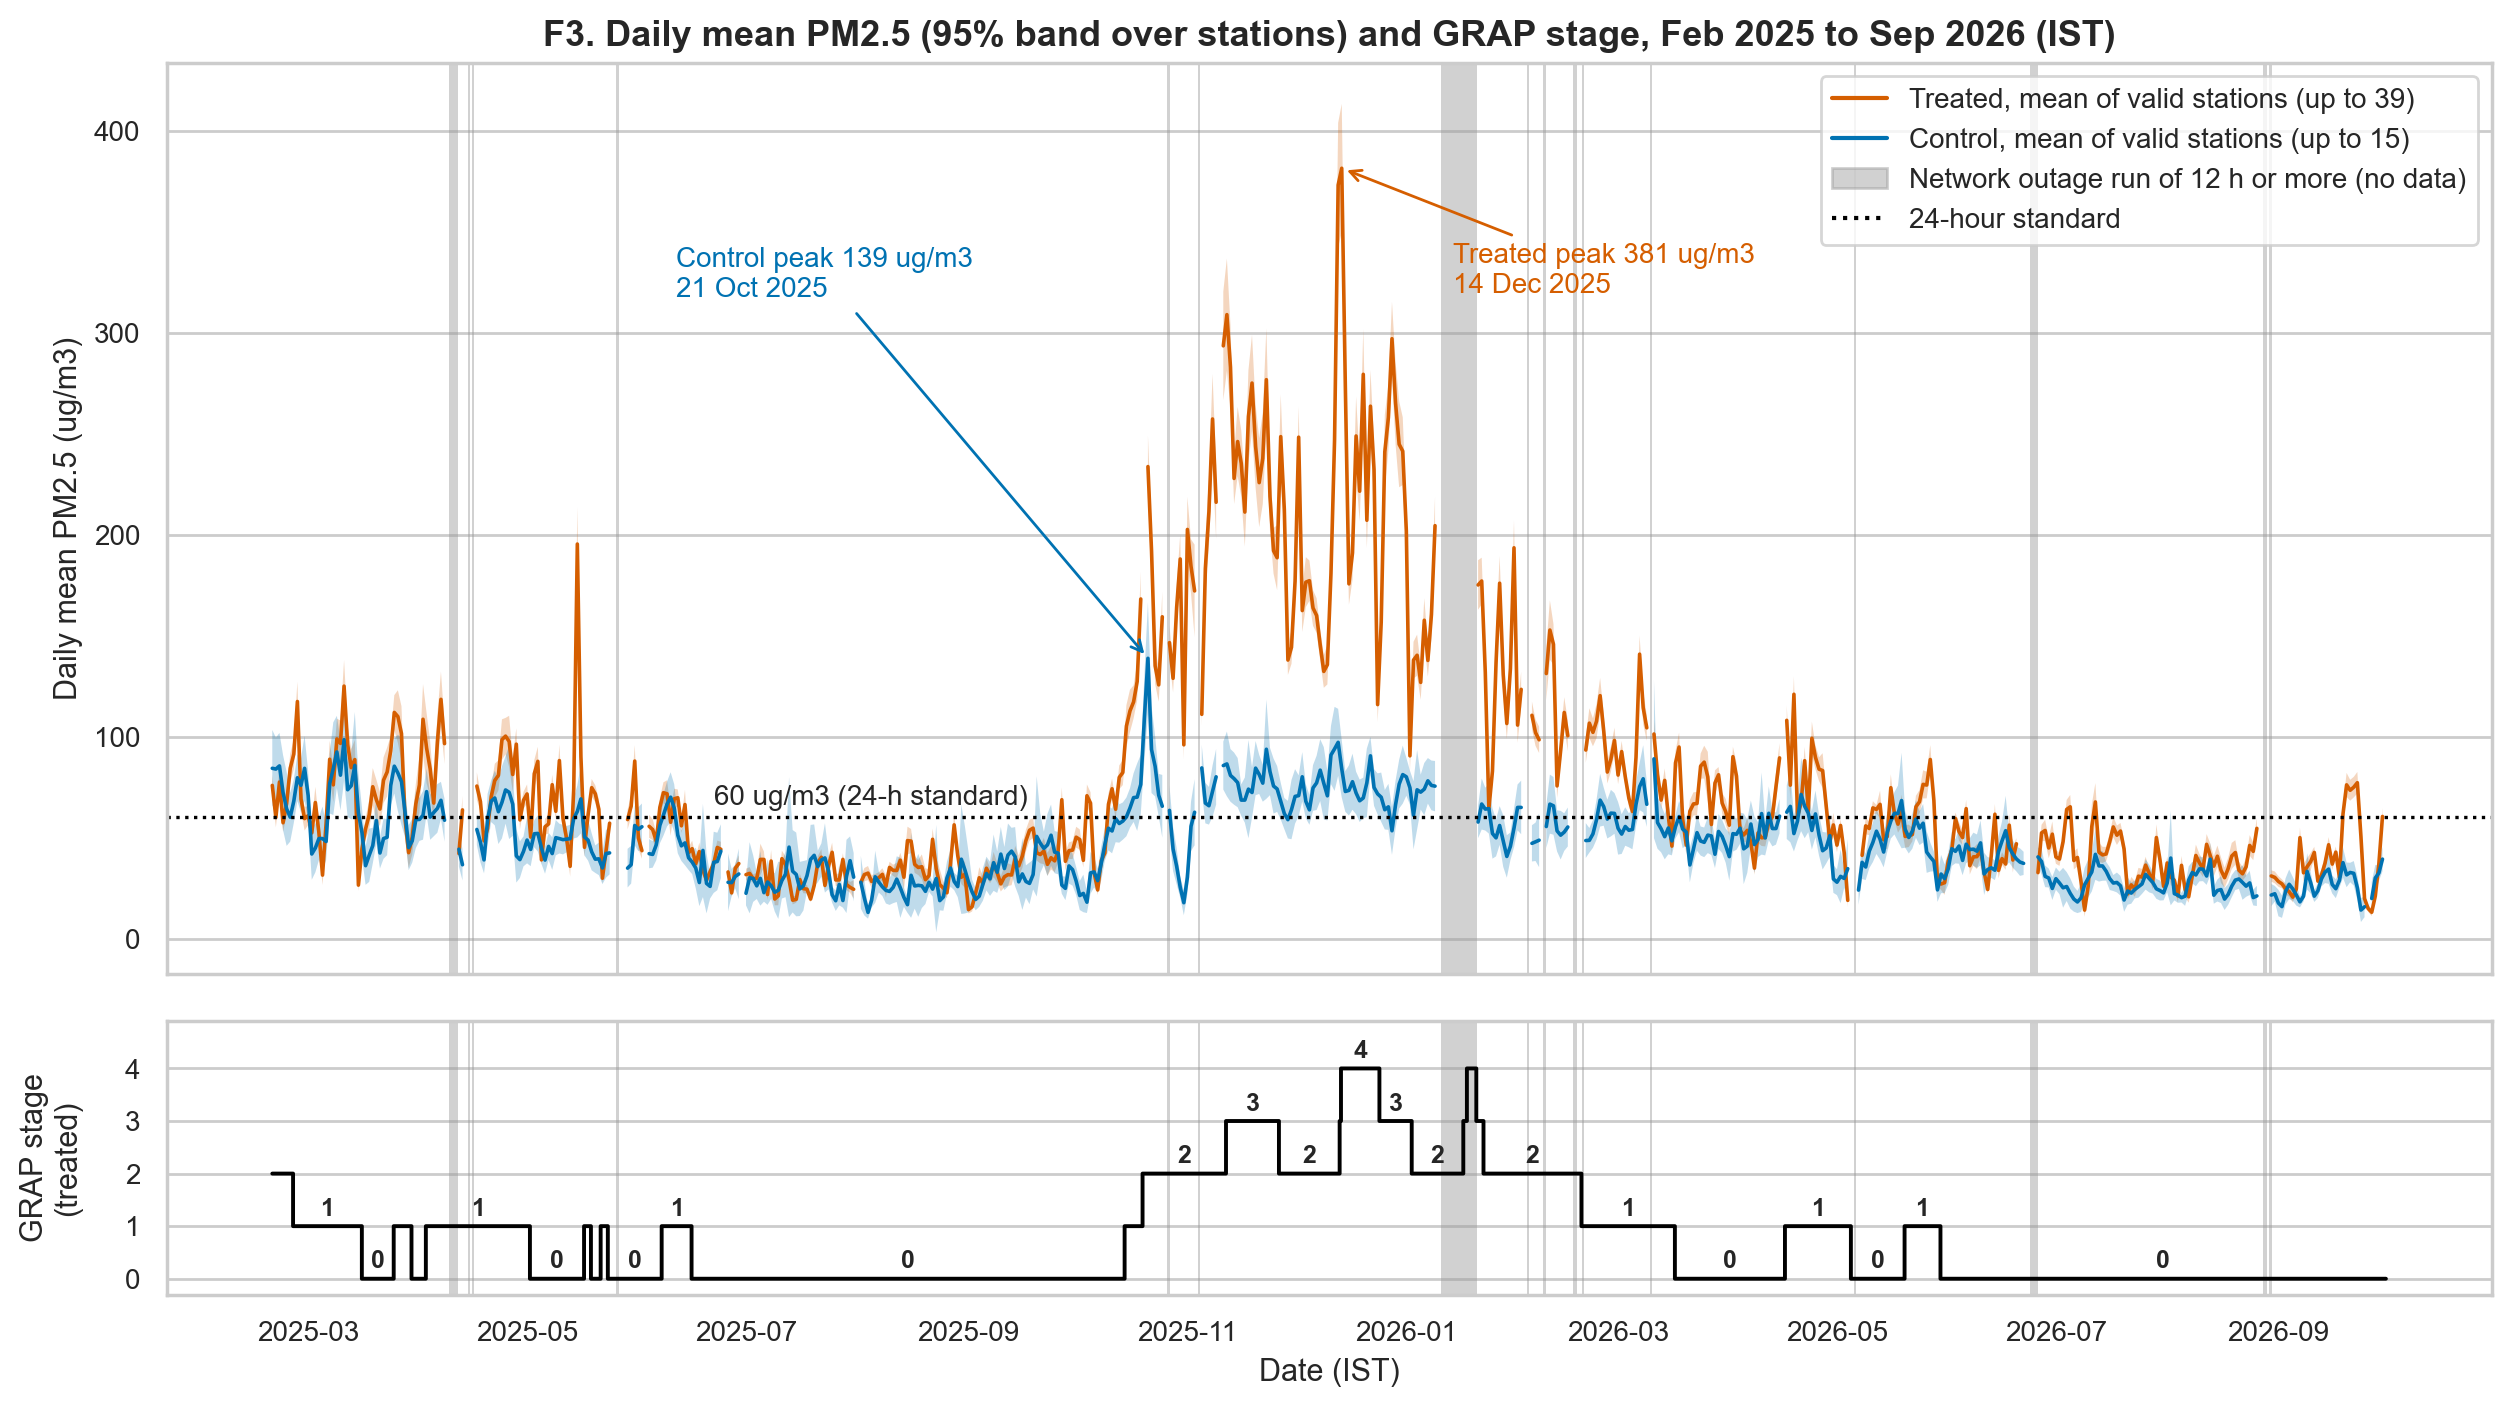 F3. Daily mean PM2.5 (95% band over stations) and GRAP stage, Feb 2025 to Sep 2026 (IST)
Daily mean PM2.5 (ug/m3)
400
300
200
100
0
Treated, mean of valid stations (up to 39)
Control, mean of valid stations (up to 15)
Network outage run of 12 h or more (no data)
24-hour standard
Control peak 139 ug/m3
21 Oct 2025
Treated peak 381 ug/m3
14 Dec 2025
60 ug/m3 (24-h standard)
GRAP stage
(treated)
4
3
2
1
0
1
0
1
0
0
1
0
2
3
2
4
3
2
2
1
0
1
0
1
0
2025-03
2025-05
2025-07
2025-09
2025-11
2026-01
2026-03
2026-05
2026-07
2026-09
Date (IST)